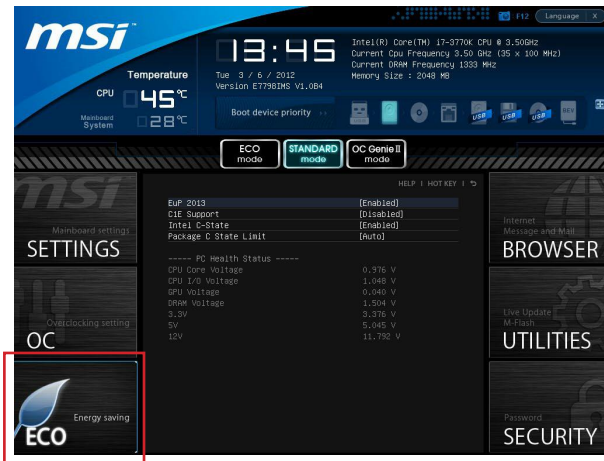 msi
F12 Language X
13:45
Tue 3 / 6 / 2012
Version E7798IMS V1.0B4
Intel(R) Core(TM) i7-3770K CPU @ 3.50GHz
Current Cpu Frequency 3.50 GHz (35 x 100 MHz)
Current DRAM Frequency 1333 MHz
Memory Size : 2048 MB
Temperature
CPU 45°C
Mainboard
System 28°C
Boot device priority
USB USB USB BEV
ECO
mode
STANDARD
mode
OC Genie II
mode
HELP | HOT KEY |
msi
Mainboard settings
SETTINGS
Overclocking setting
OC
Energy saving
ECO
EuP 2013 [Enabled]
C1E Support [Disabled]
Intel C-State [Enabled]
Package C State Limit [Auto]
----- PC Health Status -----
CPU Core Voltage 0.976 V
CPU I/O Voltage 1.048 V
GPU Voltage 0.040 V
DRAM Voltage 1.504 V
3.3V 3.376 V
5V 5.045 V
12V 11.792 V
Internet
Message and Mail
BROWSER
Live Update
M-Flash
UTILITIES
Password
SECURITY